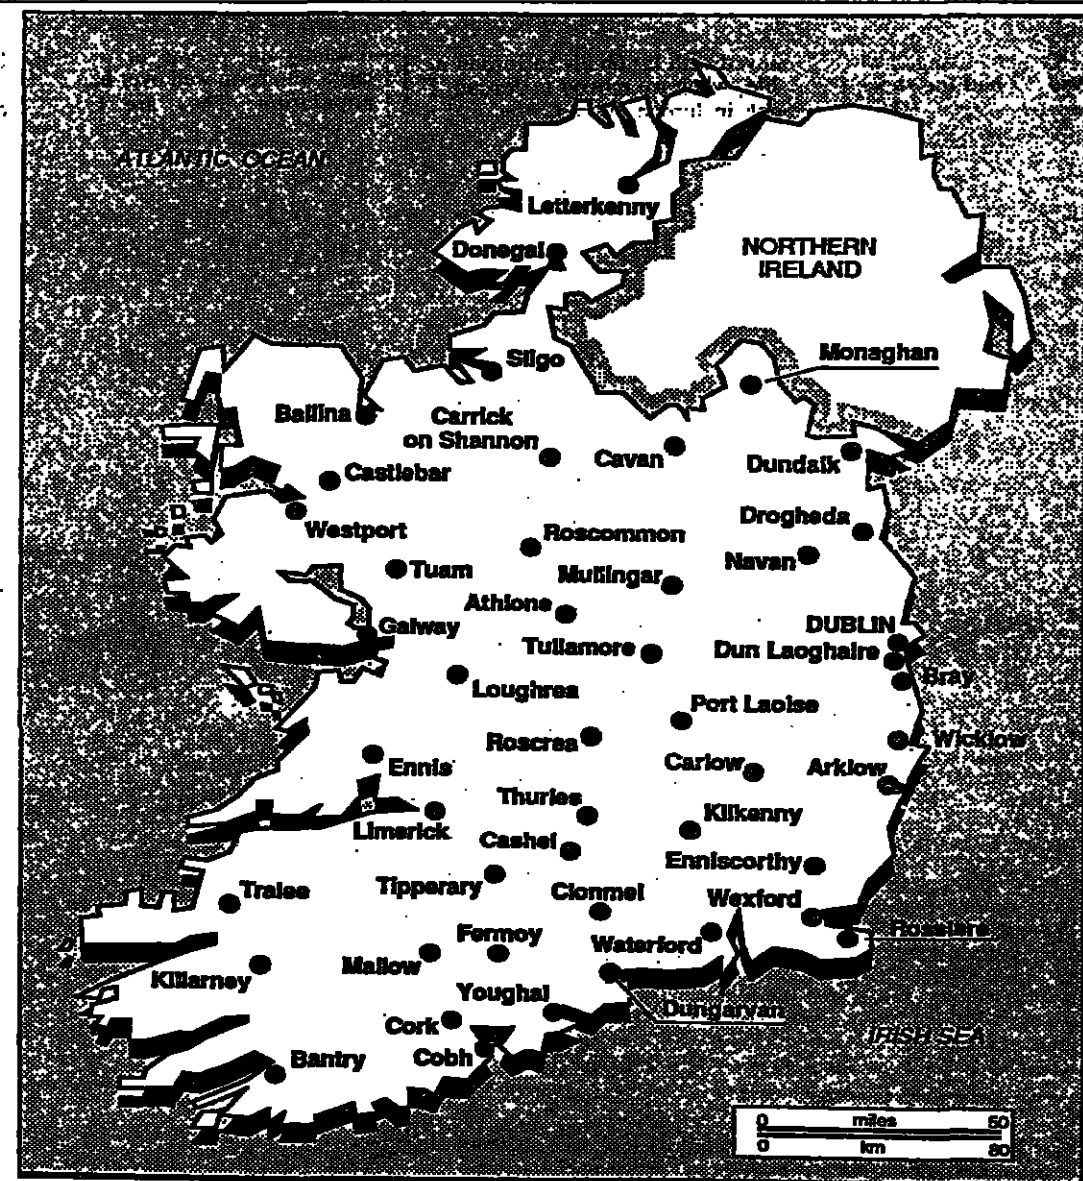 ATLANTIC OCEAN
Letterkenny
Donegal
NORTHERN
IRELAND
Monaghan
Sligo
Ballina
Carrick
on Shannon
Cavan
Dundalk
Castlebar
Westport
Drogheda
Roscommon
Navan
Tuam
Mullingar
Athlone
Galway
DUBLIN
Tullamore
Dun Laoghaire
Bray
Loughrea
Port Laoise
Roscrea
Wicklow
Ennis
Carlow
Arklow
Thurles
Kilkenny
Limerick
Cashel
Enniscorthy
Tipperary
Tralee
Clonmel
Wexford
Rosslare
Fermoy
Waterford
Mallow
Killarney
Youghal
Dungarvan
Cork
IRISH SEA
Cobh
Bantry
0 miles 50
0 km 80